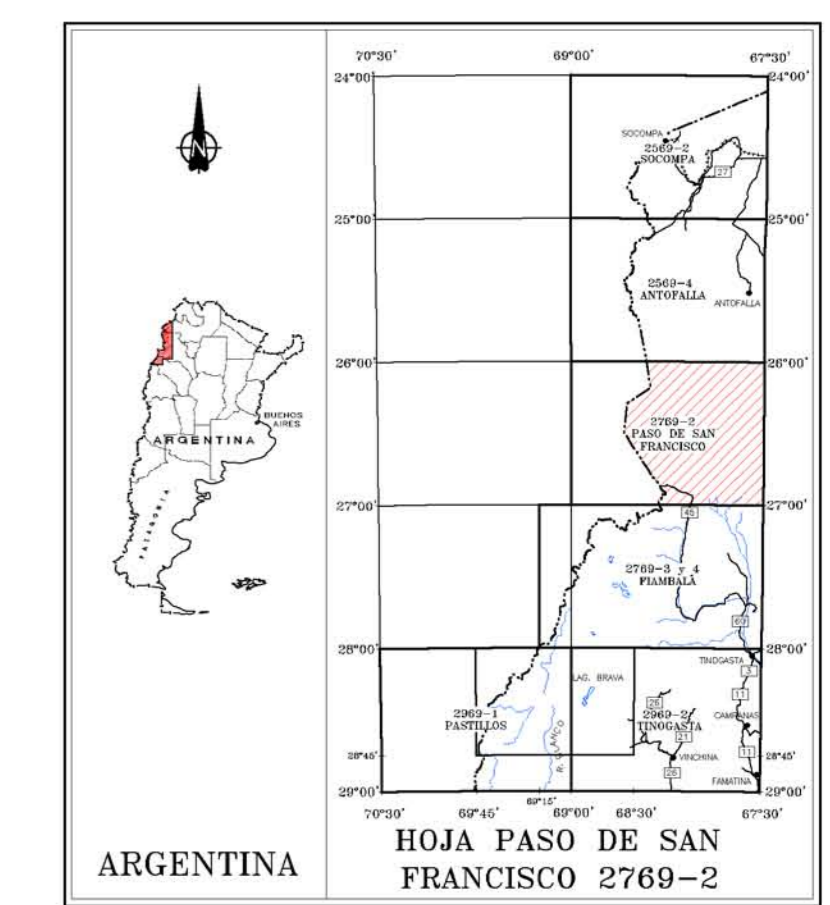 N
BUENOS
AIRES
ARGENTINA
PATAGONIA
ARGENTINA
70°30'
69°00'
67°30'
24°00'
24°00'
SOCOMPA
2569-2
SOCOMPA
27
25°00'
25°00'
2569-4
ANTOFALLA
ANTOFALLA
26°00'
26°00'
2769-2
PASO DE SAN
FRANCISCO
27°00'
27°00'
45
2769-3 y 4
FIAMBALÁ
60
28°00'
28°00'
TINOGASTA
3
LAG. BRAVA
11
26
2969-1
PASTILLOS
2969-2
TINOGASTA
CAMPANAS
21
R. BLANCO
11
28°45'
28°45'
VINCHINA
26
FAMATINA
29°00'
29°00'
70°30'
69°45'
69°15'
69°00'
68°30'
67°30'
HOJA PASO DE SAN
FRANCISCO 2769-2